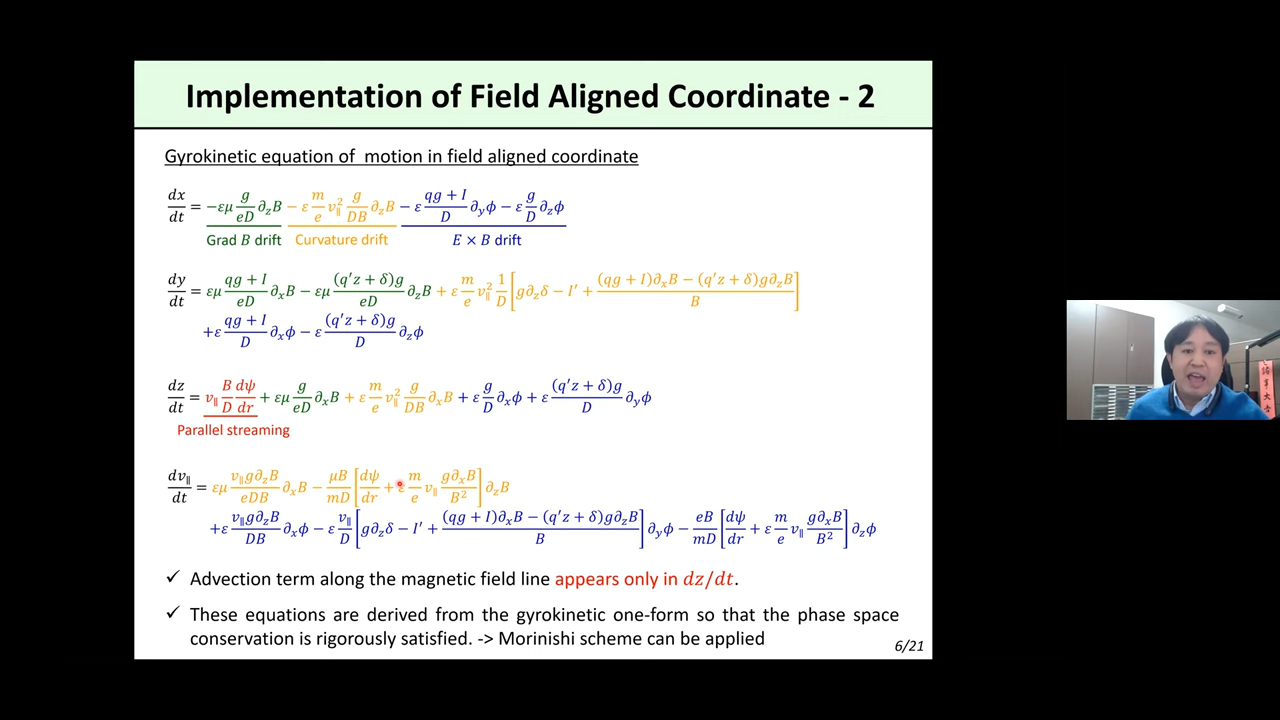 Implementation of Field Aligned Coordinate - 2
Gyrokinetic equation of motion in field aligned coordinate
dx/dt = −εμ g/eD ∂_z B − ε m/e v_∥² g/DB ∂_z B − ε (qg + I)/D ∂_y ϕ − ε g/D ∂_z ϕ
Grad B drift Curvature drift E × B drift
dy/dt = εμ (qg + I)/eD ∂_x B − εμ (q′z + δ)g/eD ∂_z B + ε m/e v_∥² 1/D [g∂_z δ − I′ + ((qg + I)∂_x B − (q′z + δ)g∂_z B)/B]
+ε (qg + I)/D ∂_x ϕ − ε (q′z + δ)g/D ∂_z ϕ
dz/dt = v_∥ B/D dψ/dr + εμ g/eD ∂_x B + ε m/e v_∥² g/DB ∂_x B + ε g/D ∂_x ϕ + ε (q′z + δ)g/D ∂_y ϕ
Parallel streaming
dv_∥/dt = εμ v_∥ g∂_z B/eDB ∂_x B − μB/mD [dψ/dr + ε m/e v_∥ g∂_x B/B²] ∂_z B
+ε v_∥ g∂_z B/DB ∂_x ϕ − ε v_∥/D [g∂_z δ − I′ + ((qg + I)∂_x B − (q′z + δ)g∂_z B)/B] ∂_y ϕ − eB/mD [dψ/dr + ε m/e v_∥ g∂_x B/B²] ∂_z ϕ
✓ Advection term along the magnetic field line appears only in dz/dt.
✓ These equations are derived from the gyrokinetic one-form so that the phase space
conservation is rigorously satisfied. -> Morinishi scheme can be applied
6/21